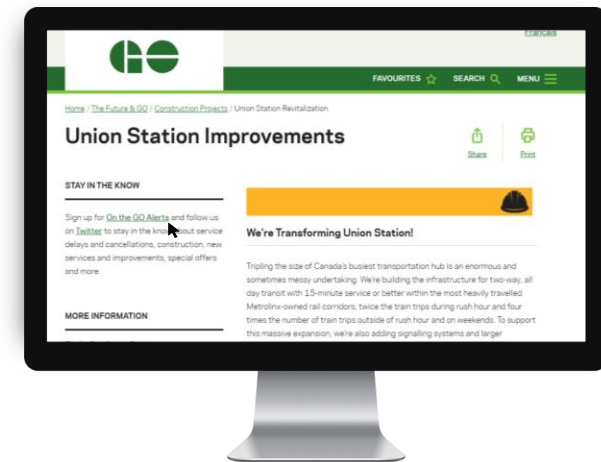 GO
Français
FAVOURITES SEARCH MENU
Home / The Future & GO / Construction Projects / Union Station Revitalization
Union Station Improvements
Share Print
STAY IN THE KNOW
Sign up for On the GO Alerts and follow us
on Twitter to stay in the know about service
delays and cancellations, construction, new
services and improvements, special offers
and more.
MORE INFORMATION
We're Transforming Union Station!
Tripling the size of Canada's busiest transportation hub is an enormous and
sometimes messy undertaking. We're building the infrastructure for two-way, all
day transit with 15-minute service or better within the most heavily travelled
Metrolinx-owned rail corridors, twice the train trips during rush hour and four
times the number of train trips outside of rush hour and on weekends. To support
this massive expansion, we're also adding signalling systems and larger